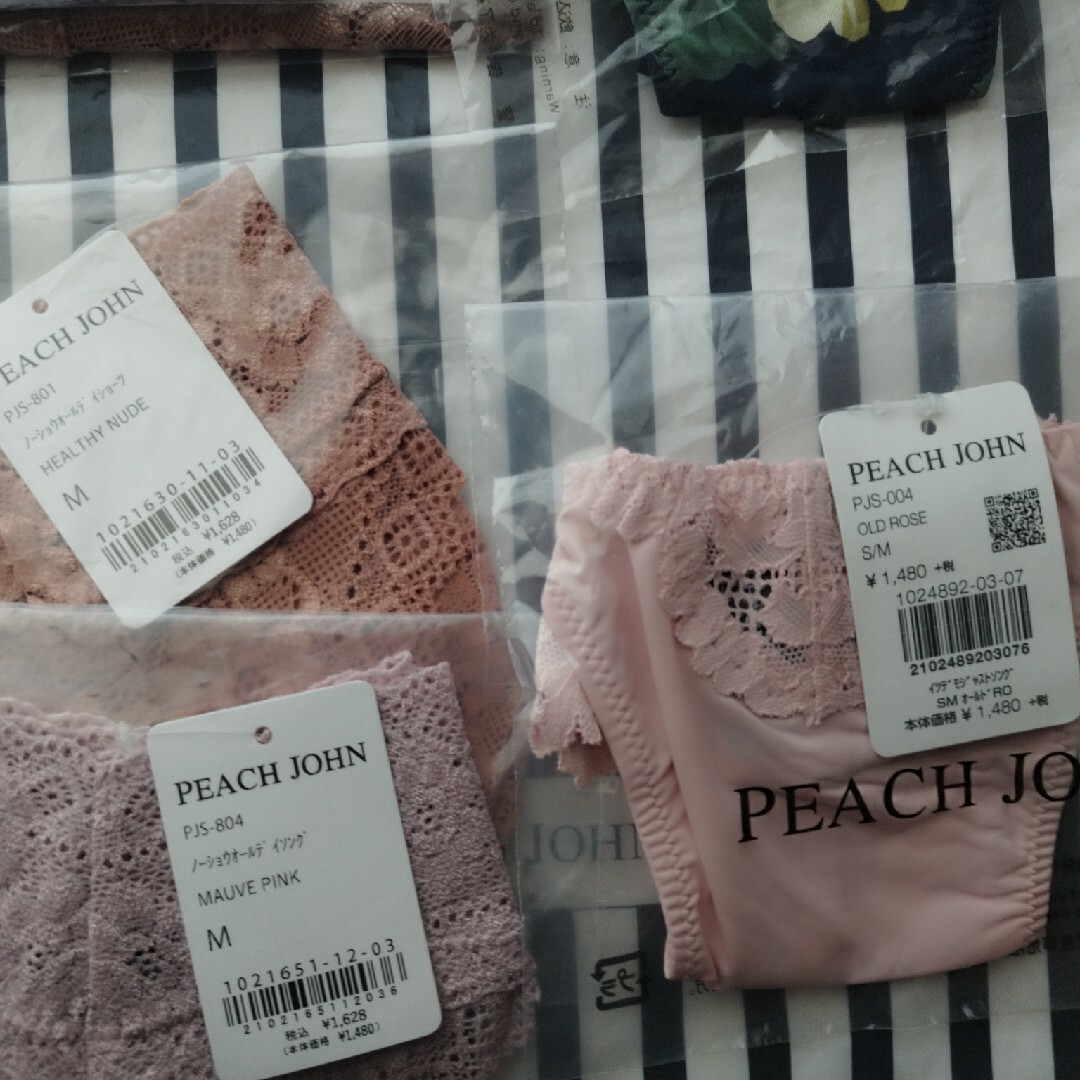 Warning:
EACH JOHN
PJS-801
ノーショウオールデイショーツ
HEALTHY NUDE
M
1021630-11-03
2102163011034
税込 ¥1,628
(本体価格 ¥1,480)
PEACH JOHN
PJS-004
OLD ROSE
S/M
¥1,480 +税
1024892-03-07
2102489203076
イツデモジャストソング
SM オールドRO
本体価格 ¥1,480 +税
PEACH JO
JOHN
PEACH JOHN
PJS-804
ノーショウオールデイソング
MAUVE PINK
M
1021651-12-03
2102165112036
税込 ¥1,628
(本体価格 ¥1,480)